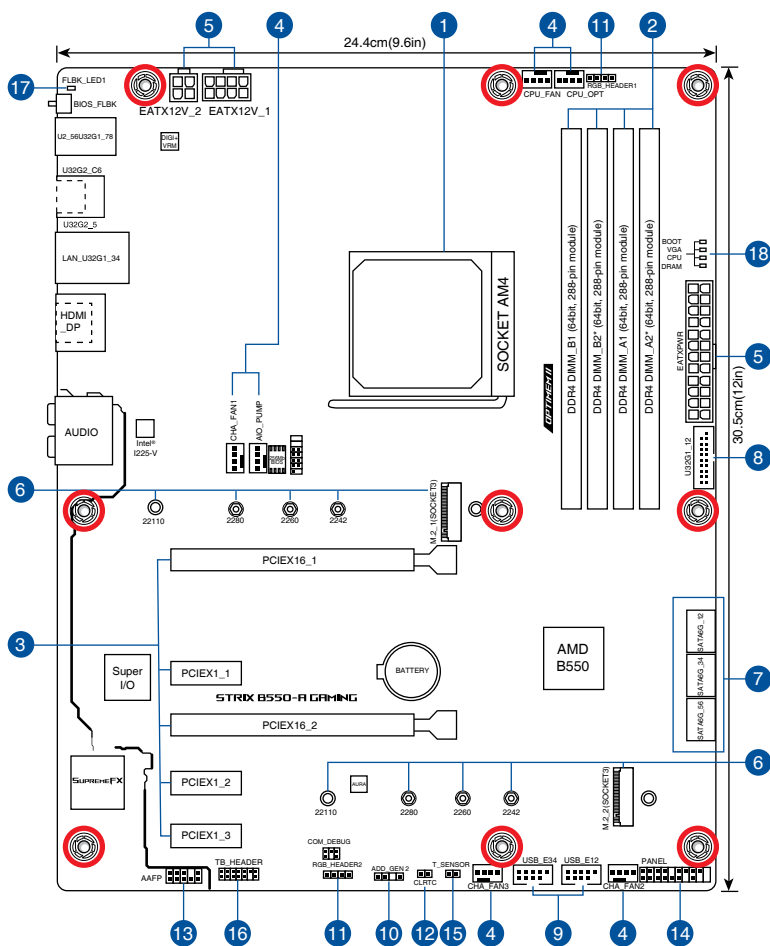 5
4
4
11
2
24.4cm(9.6in)
17
FLBK_LED1
BIOS_FLBK
EATX12V_2
EATX12V_1
CPU_FAN
CPU_OPT
RGB_HEADER1
DIGI+
VRM
U2_56U32G1_78
U32G2_C6
U32G2_5
LAN_U32G1_34
HDMI
_DP
AUDIO
Intel®
I225-V
1
SOCKET AM4
DDR4 DIMM_B1 (64bit, 288-pin module)
DDR4 DIMM_B2* (64bit, 288-pin module)
DDR4 DIMM_A1 (64bit, 288-pin module)
DDR4 DIMM_A2* (64bit, 288-pin module)
OPTIMEM II
BOOT
VGA
CPU
DRAM
18
EATXPWR
5
30.5cm(12in)
U32G1_12
8
CHA_FAN1
AIO_PUMP
256Mb
BIOS
6
22110
2280
2260
2242
M.2_1(SOCKET3)
PCIEX16_1
3
Super
I/O
PCIEX1_1
BATTERY
AMD
B550
SATA6G_12
SATA6G_34
SATA6G_56
7
STRIX B550-A GAMING
PCIEX16_2
SUPREMEFX
PCIEX1_2
AURA
6
22110
2280
2260
2242
M.2_2(SOCKET3)
PCIEX1_3
COM_DEBUG
AAFP
TB_HEADER
RGB_HEADER2
ADD_GEN 2
CLRTC
T_SENSOR
CHA_FAN3
USB_E34
USB_E12
CHA_FAN2
PANEL
13
16
11
10
12
15
4
9
4
14